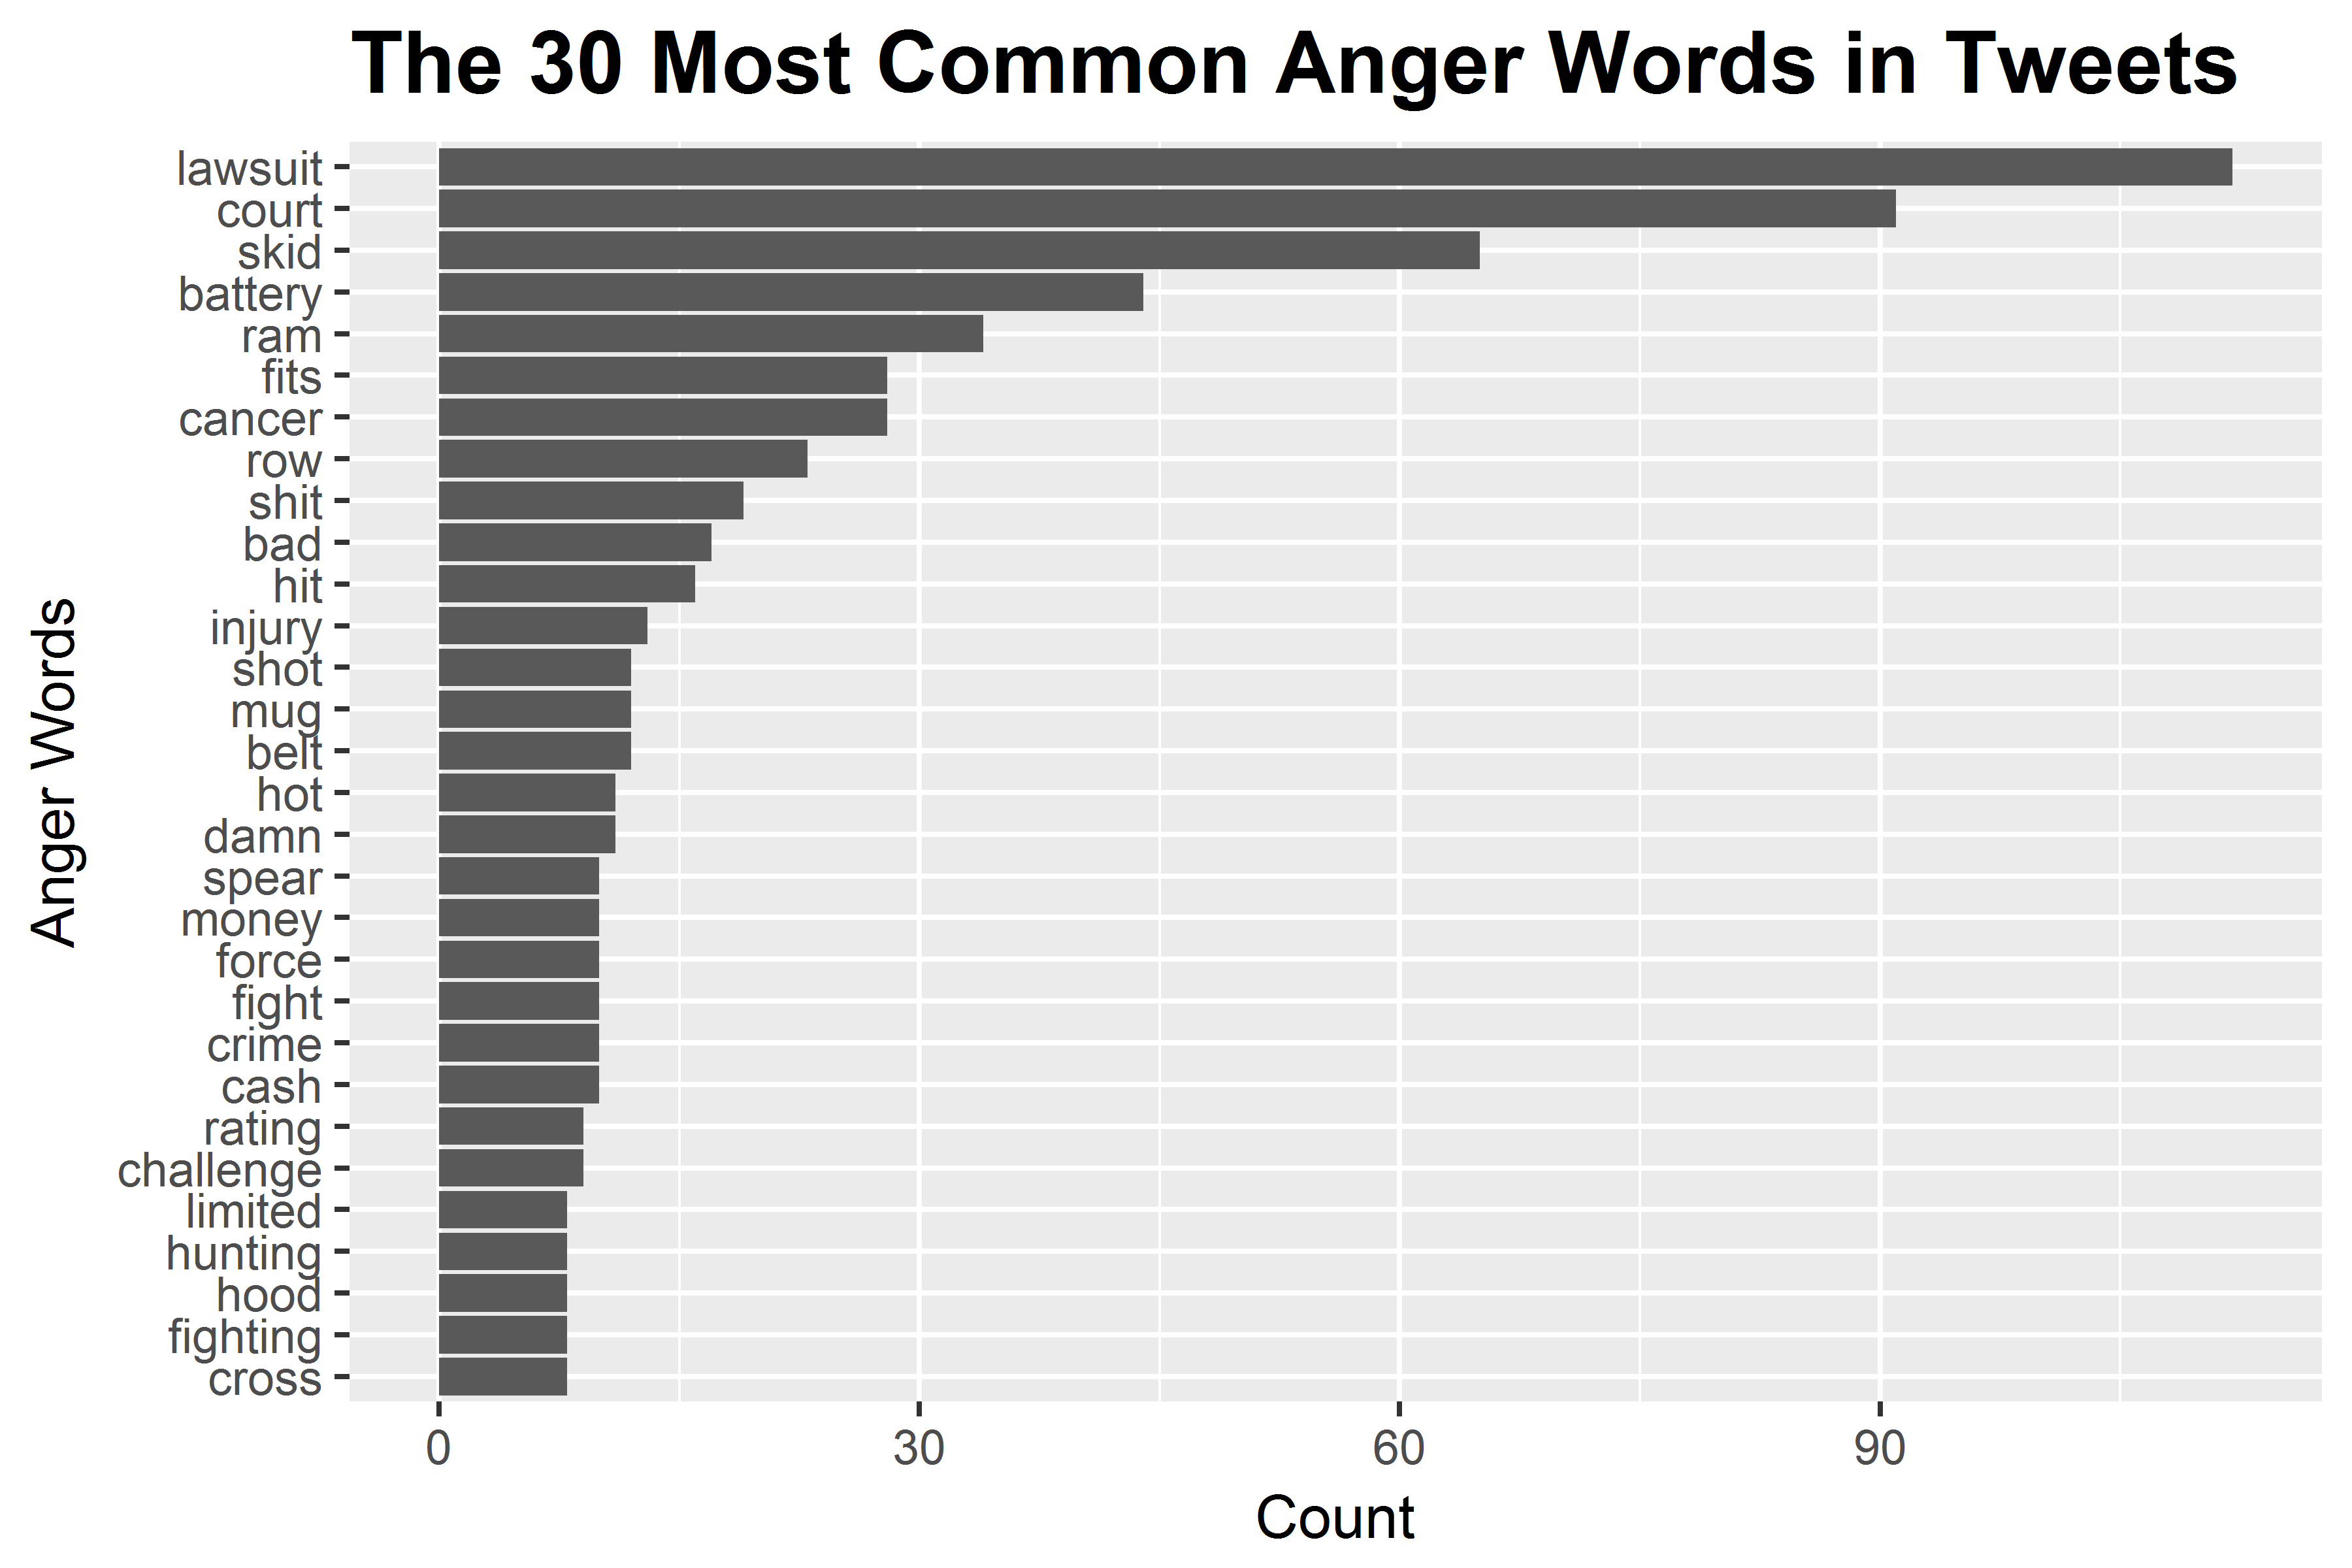 The 30 Most Common Anger Words in Tweets
Anger Words
lawsuit
court
skid
battery
ram
fits
cancer
row
shit
bad
hit
injury
shot
mug
belt
hot
damn
spear
money
force
fight
crime
cash
rating
challenge
limited
hunting
hood
fighting
cross
0 30 60 90
Count